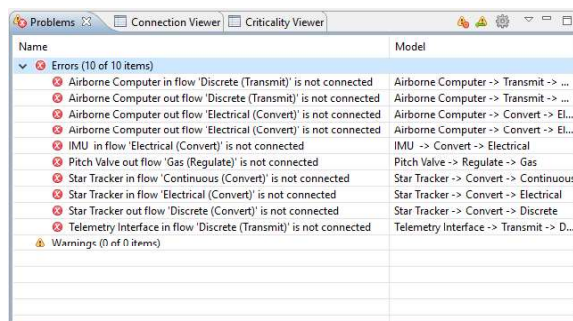 Problems Connection Viewer Criticality Viewer
Name Model
Errors (10 of 10 items)
Airborne Computer in flow 'Discrete (Transmit)' is not connected Airborne Computer -> Transmit -> ...
Airborne Computer out flow 'Discrete (Transmit)' is not connected Airborne Computer -> Transmit -> ...
Airborne Computer out flow 'Electrical (Convert)' is not connected Airborne Computer -> Convert -> El...
Airborne Computer out flow 'Electrical (Convert)' is not connected Airborne Computer -> Convert -> El...
IMU in flow 'Electrical (Convert)' is not connected IMU -> Convert -> Electrical
Pitch Valve out flow 'Gas (Regulate)' is not connected Pitch Valve -> Regulate -> Gas
Star Tracker in flow 'Continuous (Convert)' is not connected Star Tracker -> Convert -> Continuous
Star Tracker in flow 'Electrical (Convert)' is not connected Star Tracker -> Convert -> Electrical
Star Tracker out flow 'Discrete (Convert)' is not connected Star Tracker -> Convert -> Discrete
Telemetry Interface in flow 'Discrete (Transmit)' is not connected Telemetry Interface -> Transmit -> D...
Warnings (0 of 0 items)